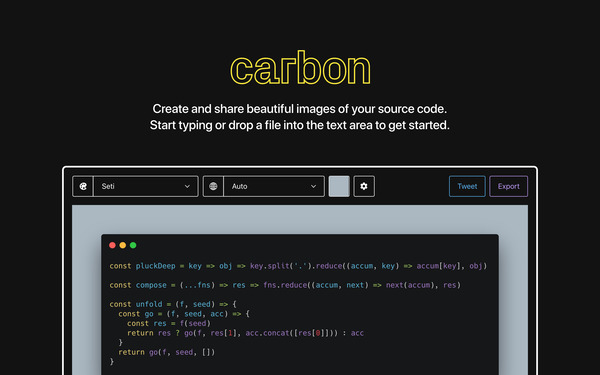 carbon
Create and share beautiful images of your source code.
Start typing or drop a file into the text area to get started.
Seti
Auto
Tweet
Export
const pluckDeep = key => obj => key.split('.').reduce((accum, key) => accum[key], obj)
const compose = (...fns) => res => fns.reduce((accum, next) => next(accum), res)
const unfold = (f, seed) => {
  const go = (f, seed, acc) => {
    const res = f(seed)
    return res ? go(f, res[1], acc.concat([res[0]])) : acc
  }
  return go(f, seed, [])
}